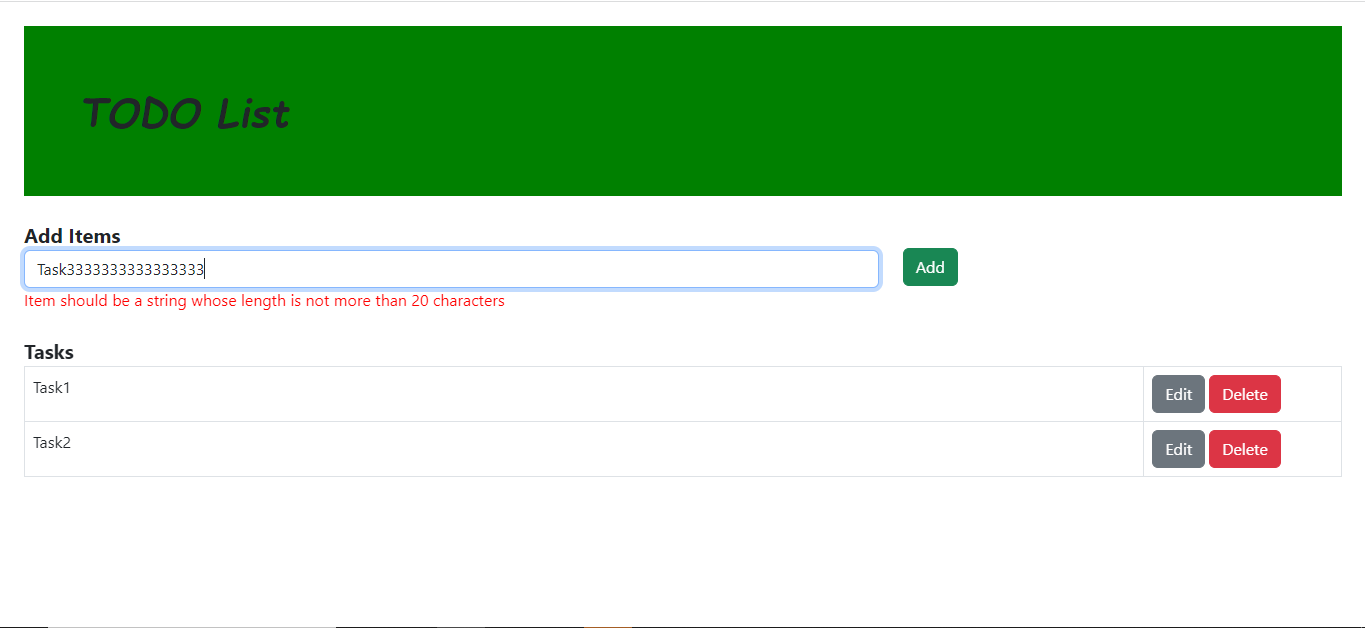 TODO List
Add Items
Task3333333333333333
Add
Item should be a string whose length is not more than 20 characters
Tasks
Task1 Edit Delete
Task2 Edit Delete